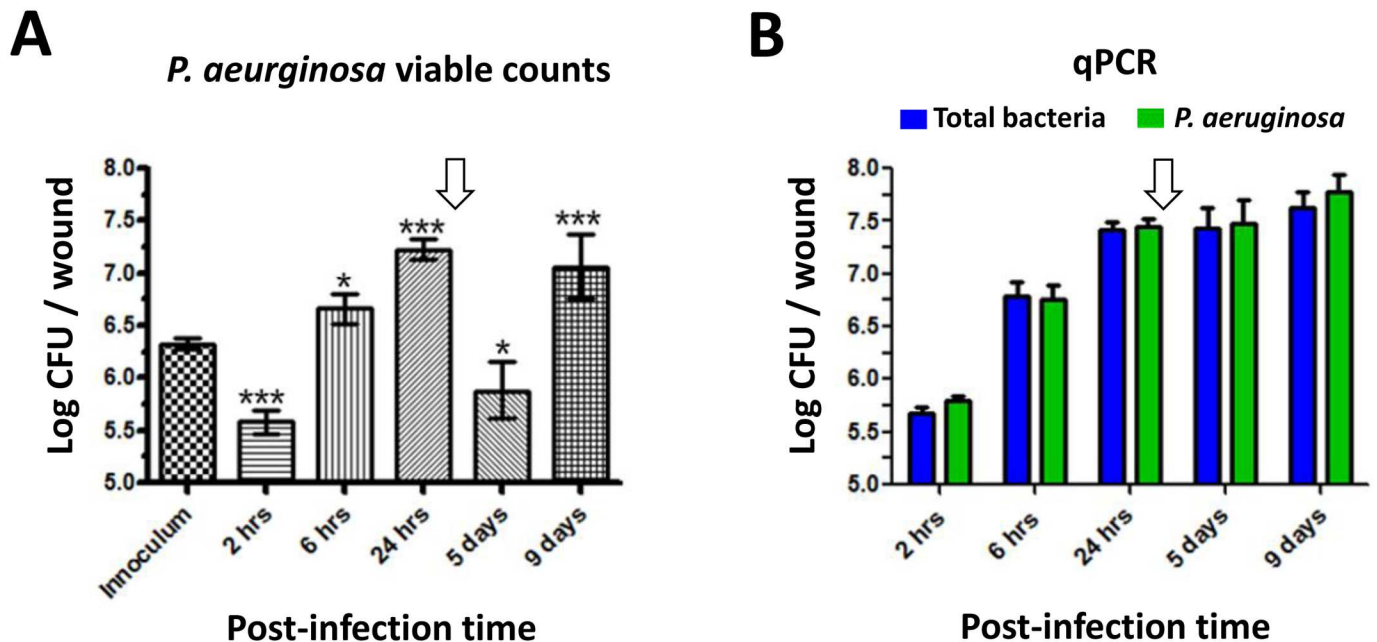 A
P. aeurginosa viable counts
Log CFU / wound
8.0
7.5
7.0
6.5
6.0
5.5
5.0
***
*
***
*
***
Innoculum
2 hrs
6 hrs
24 hrs
5 days
9 days
Post-infection time
B
qPCR
Total bacteria
P. aeruginosa
Log CFU / wound
8.0
7.5
7.0
6.5
6.0
5.5
5.0
2 hrs
6 hrs
24 hrs
5 days
9 days
Post-infection time